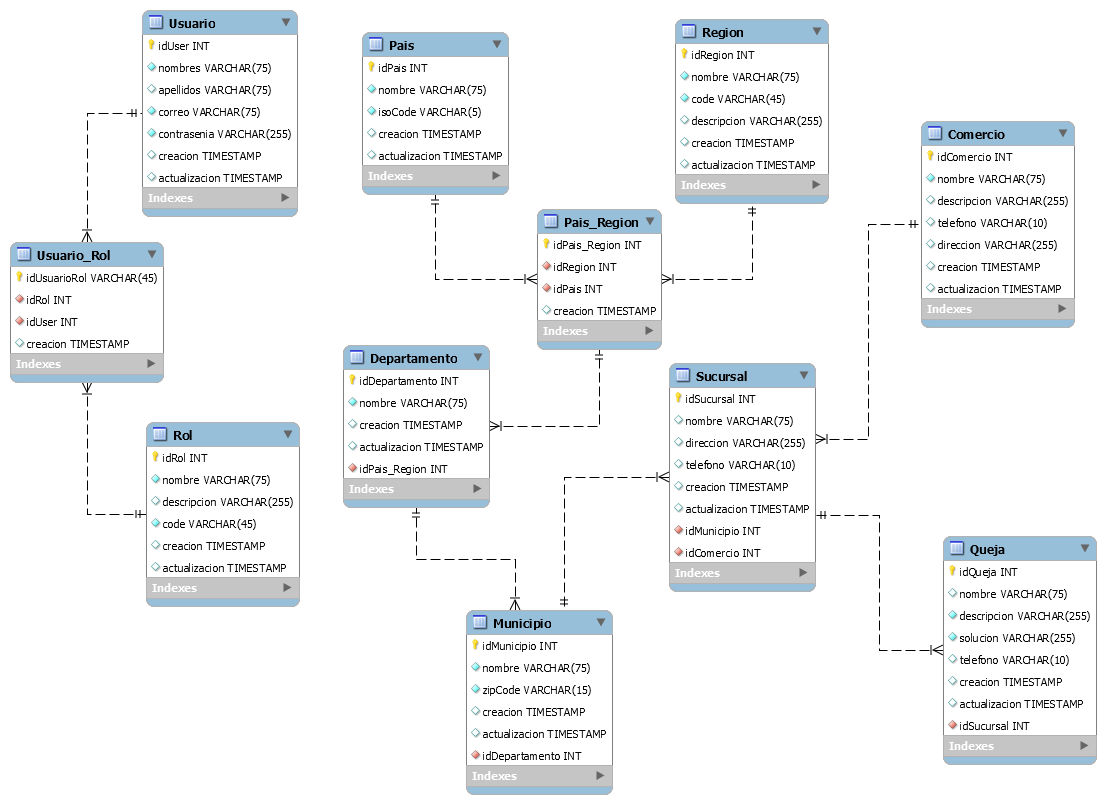 Usuario
idUser INT
nombres VARCHAR(75)
apellidos VARCHAR(75)
correo VARCHAR(75)
contrasenia VARCHAR(255)
creacion TIMESTAMP
actualizacion TIMESTAMP
Indexes
Pais
idPais INT
nombre VARCHAR(75)
isoCode VARCHAR(5)
creacion TIMESTAMP
actualizacion TIMESTAMP
Indexes
Region
idRegion INT
nombre VARCHAR(75)
code VARCHAR(45)
descripcion VARCHAR(255)
creacion TIMESTAMP
actualizacion TIMESTAMP
Indexes
Comercio
idComercio INT
nombre VARCHAR(75)
descripcion VARCHAR(255)
telefono VARCHAR(10)
direccion VARCHAR(255)
creacion TIMESTAMP
actualizacion TIMESTAMP
Indexes
Usuario_Rol
idUsuarioRol VARCHAR(45)
idRol INT
idUser INT
creacion TIMESTAMP
Indexes
Pais_Region
idPais_Region INT
idRegion INT
idPais INT
creacion TIMESTAMP
Indexes
Departamento
idDepartamento INT
nombre VARCHAR(75)
creacion TIMESTAMP
actualizacion TIMESTAMP
idPais_Region INT
Indexes
Sucursal
idSucursal INT
nombre VARCHAR(75)
direccion VARCHAR(255)
telefono VARCHAR(10)
creacion TIMESTAMP
actualizacion TIMESTAMP
idMunicipio INT
idComercio INT
Indexes
Rol
idRol INT
nombre VARCHAR(75)
descripcion VARCHAR(255)
code VARCHAR(45)
creacion TIMESTAMP
actualizacion TIMESTAMP
Indexes
Queja
idQueja INT
nombre VARCHAR(75)
descripcion VARCHAR(255)
solucion VARCHAR(255)
telefono VARCHAR(10)
creacion TIMESTAMP
actualizacion TIMESTAMP
idSucursal INT
Indexes
Municipio
idMunicipio INT
nombre VARCHAR(75)
zipCode VARCHAR(15)
creacion TIMESTAMP
actualizacion TIMESTAMP
idDepartamento INT
Indexes